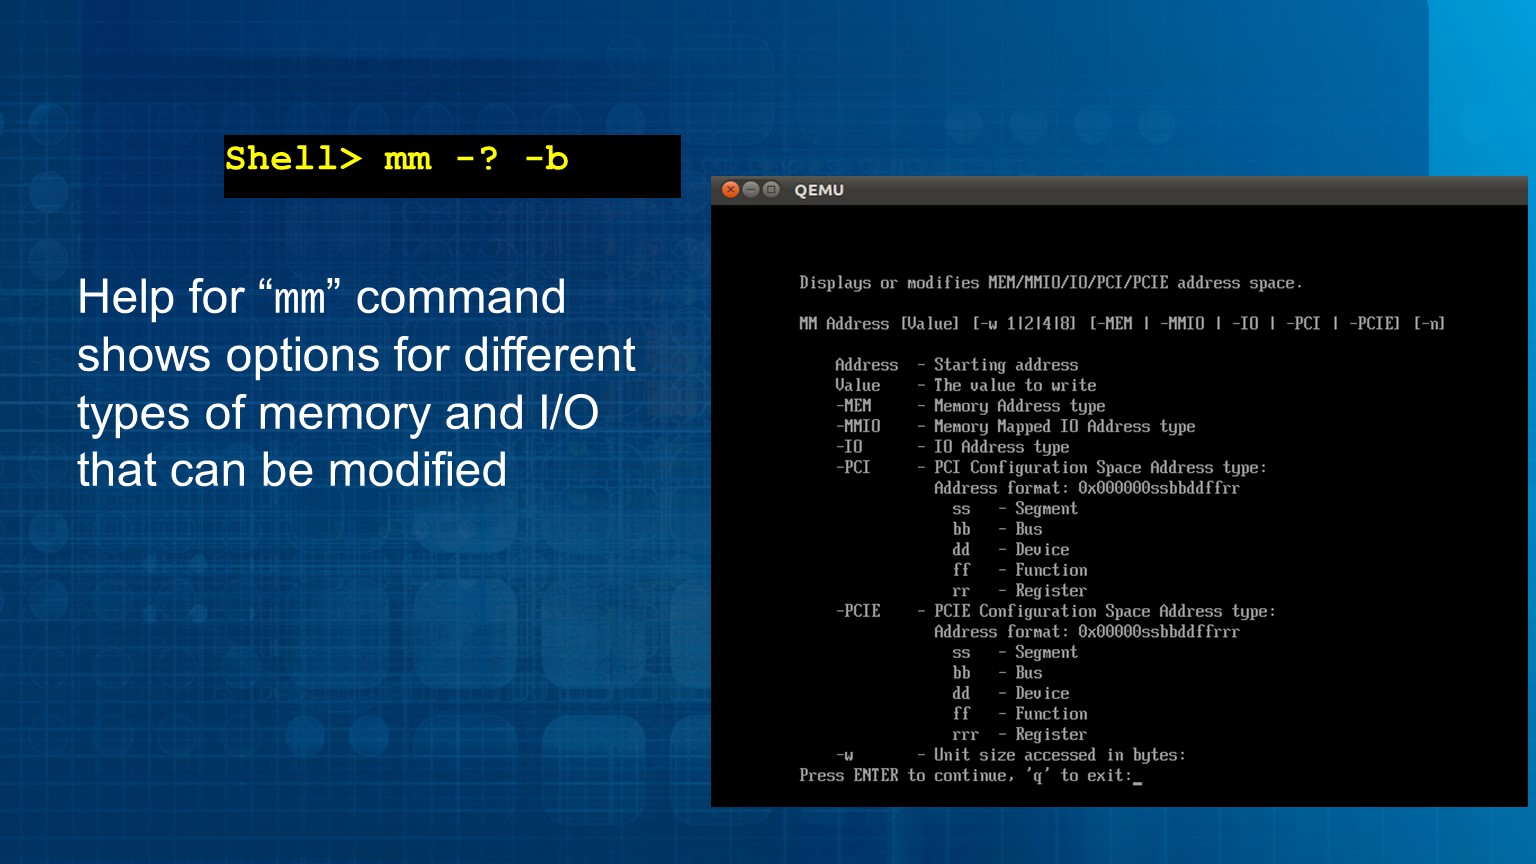 Shell> mm -? -b
Help for “mm” command
shows options for different
types of memory and I/O
that can be modified
QEMU
Displays or modifies MEM/MMIO/IO/PCI/PCIE address space.
MM Address [Value] [-w 1|2|4|8] [-MEM | -MMIO | -IO | -PCI | -PCIE] [-n]
Address - Starting address
Value - The value to write
-MEM - Memory Address type
-MMIO - Memory Mapped IO Address type
-IO - IO Address type
-PCI - PCI Configuration Space Address type:
Address format: 0x000000ssbbddffrr
ss - Segment
bb - Bus
dd - Device
ff - Function
rr - Register
-PCIE - PCIE Configuration Space Address type:
Address format: 0x00000ssbbddffrrr
ss - Segment
bb - Bus
dd - Device
ff - Function
rrr - Register
-w - Unit size accessed in bytes:
Press ENTER to continue, 'q' to exit:_